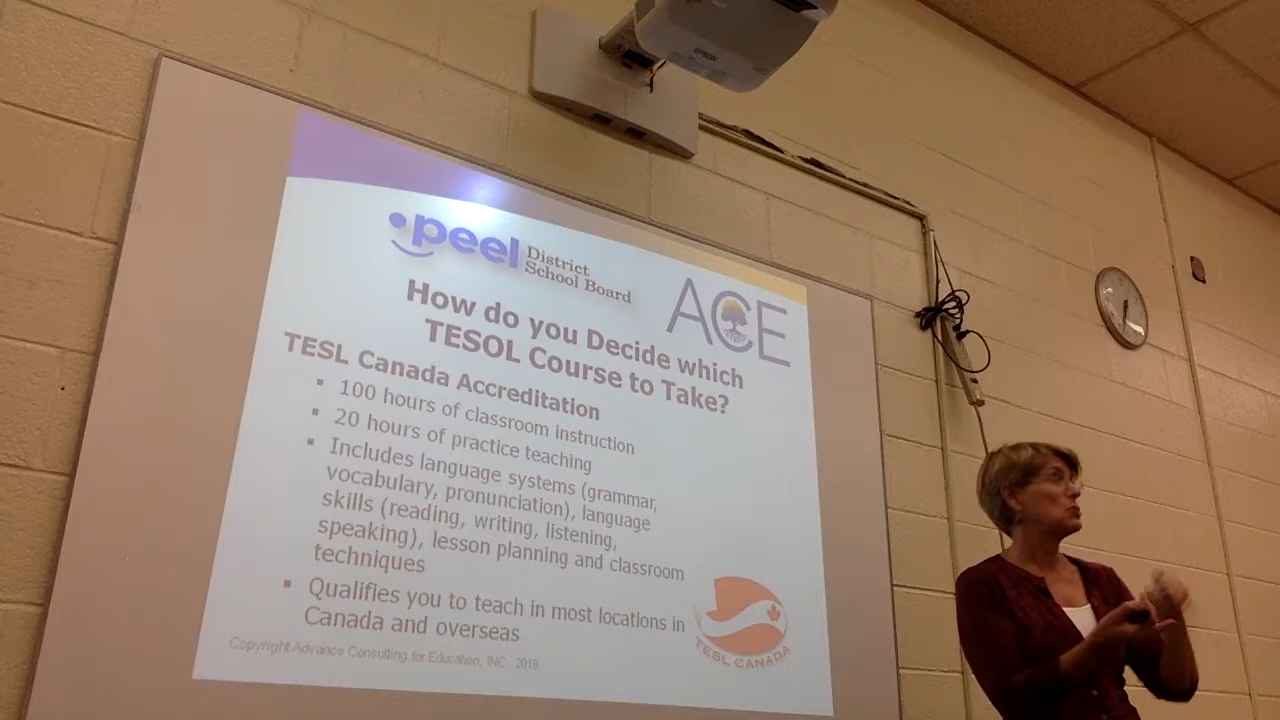 EPSON
peel District
School Board
ACE
How do you Decide which
TESOL Course to Take?
TESL Canada Accreditation
▪ 100 hours of classroom instruction
▪ 20 hours of practice teaching
▪ Includes language systems (grammar,
vocabulary, pronunciation), language
skills (reading, writing, listening,
speaking), lesson planning and classroom
techniques
▪ Qualifies you to teach in most locations in
Canada and overseas
Copyright Advance Consulting for Education, INC 2018
TESL CANADA